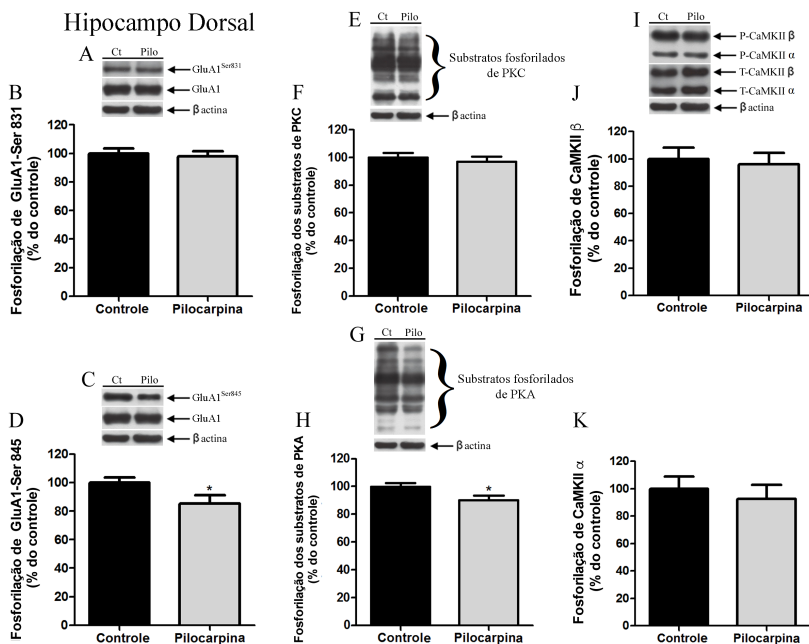 Hipocampo Dorsal
A
Ct Pilo
GluA1Ser831
GluA1
β actina
B
Fosforilação de GluA1-Ser 831
(% do controle)
120
100
80
60
40
20
0
Controle Pilocarpina
C
Ct Pilo
GluA1Ser845
GluA1
β actina
D
Fosforilação de GluA1-Ser 845
(% do controle)
120
100
80
60
40
20
0
*
Controle Pilocarpina
E
Ct Pilo
Substratos fosforilados
de PKC
β actina
F
Fosforilação dos substratos de PKC
(% do controle)
120
100
80
60
40
20
0
Controle Pilocarpina
G
Ct Pilo
Substratos fosforilados
de PKA
β actina
H
Fosforilação dos substratos de PKA
(% do controle)
120
100
80
60
40
20
0
*
Controle Pilocarpina
I
Ct Pilo
P-CaMKII β
P-CaMKII α
T-CaMKII β
T-CaMKII α
β actina
J
Fosforilação de CaMKII β
(% do controle)
120
100
80
60
40
20
0
Controle Pilocarpina
K
Fosforilação de CaMKII α
(% do controle)
120
100
80
60
40
20
0
Controle Pilocarpina